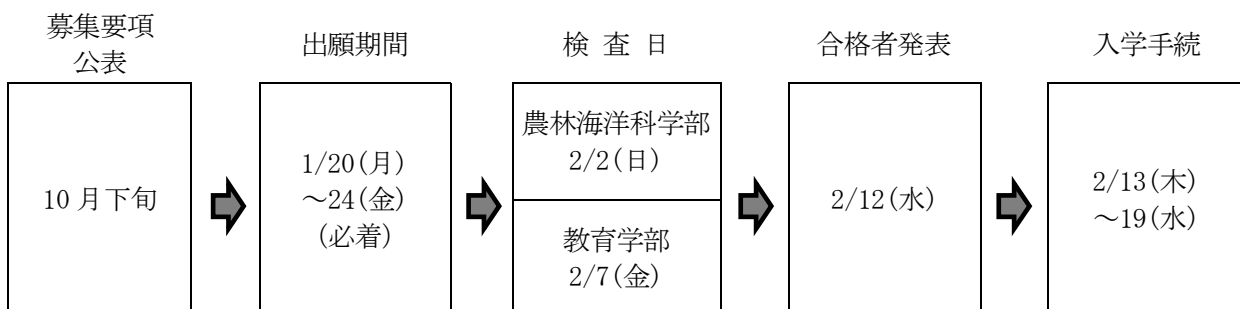 募集要項
公表
10月下旬
出願期間
1/20(月)
～24(金)
(必着)
検 査 日
農林海洋科学部
2/2(日)
教育学部
2/7(金)
合格者発表
2/12(水)
入学手続
2/13(木)
～19(水)